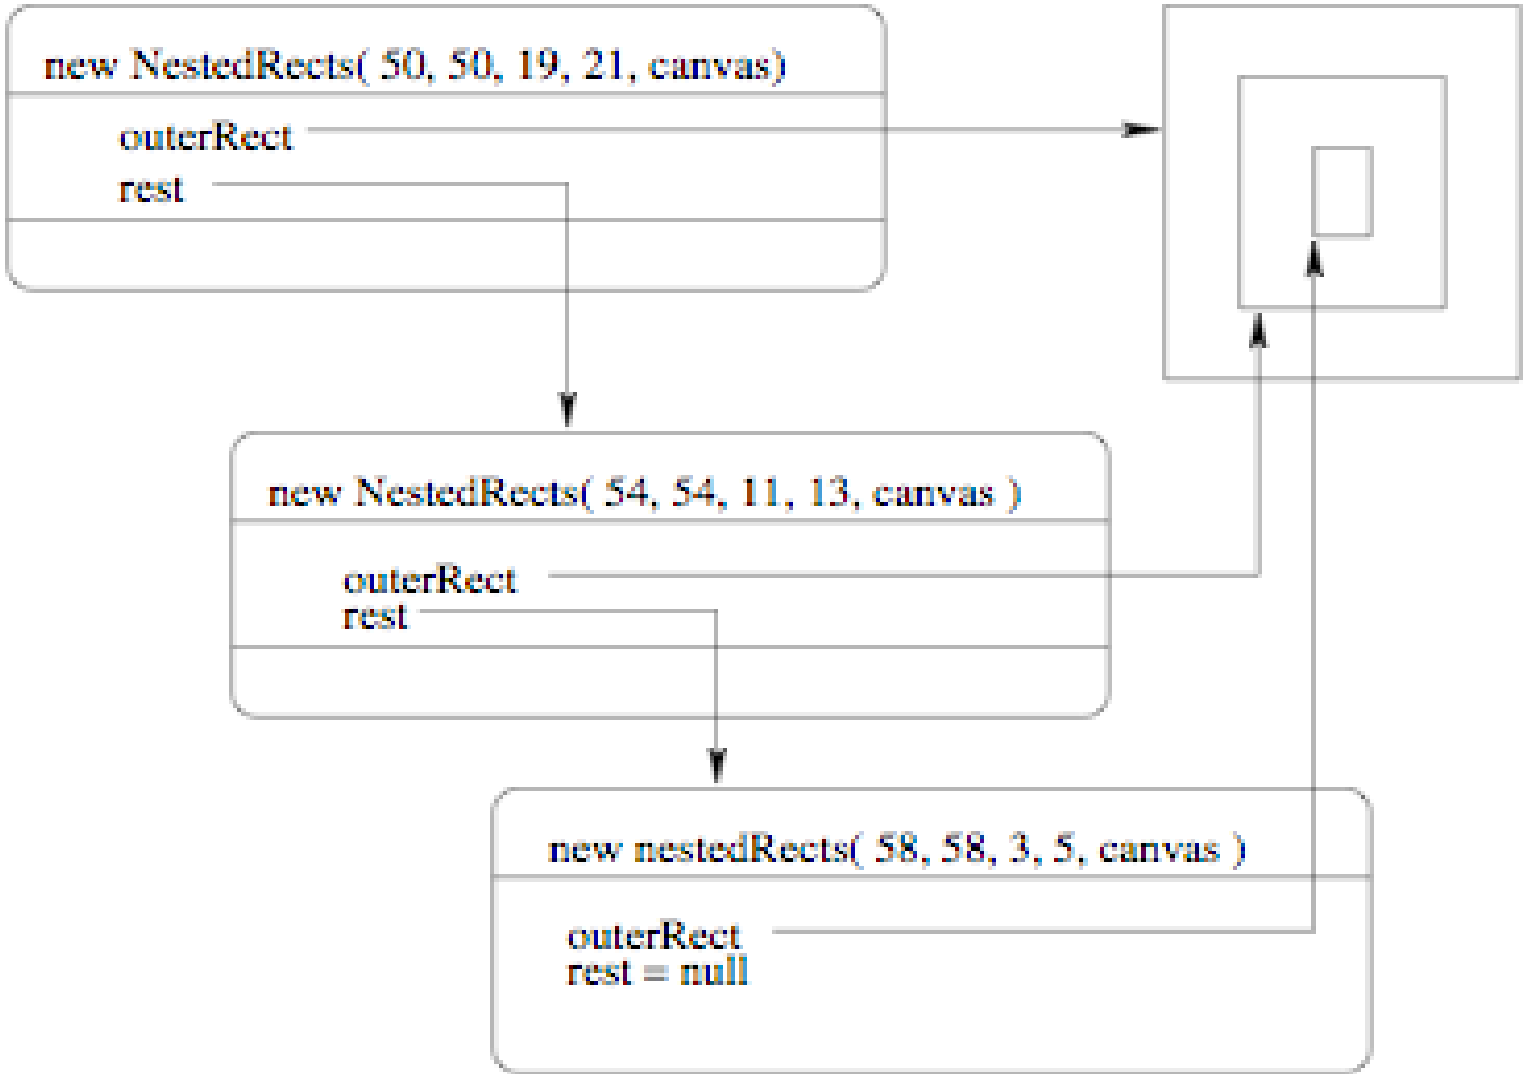 new NestedRects( 50, 50, 19, 21, canvas)
outerRect
rest
new NestedRects( 54, 54, 11, 13, canvas )
outerRect
rest
new nestedRects( 58, 58, 3, 5, canvas )
outerRect
rest = null